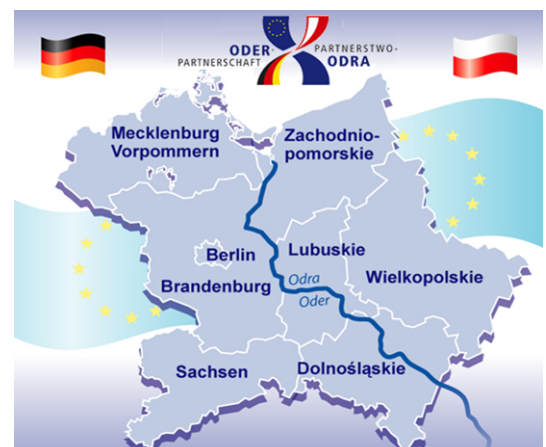 ODER-
PARTNERSCHAFT
PARTNERSTWO-
ODRA
Mecklenburg
Vorpommern
Zachodnio-
pomorskie
Berlin
Brandenburg
Lubuskie
Wielkopolskie
Odra
Oder
Sachsen
Dolnośląskie